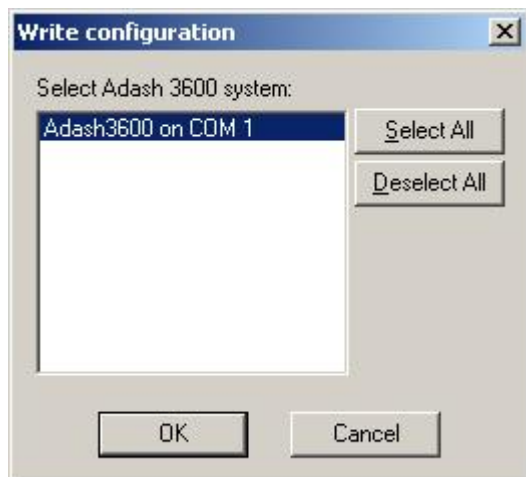 Write configuration
Select Adash 3600 system:
Adash3600 on COM 1
Select All
Deselect All
OK
Cancel